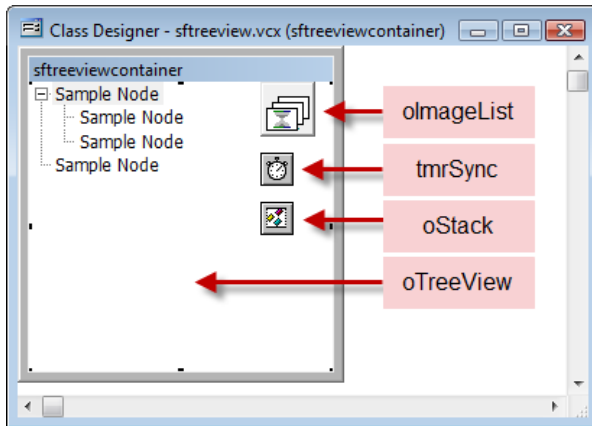 Class Designer - sftreeview.vcx (sftreeviewcontainer)
sftreeviewcontainer
Sample Node
Sample Node
Sample Node
Sample Node
oImageList
tmrSync
oStack
oTreeView